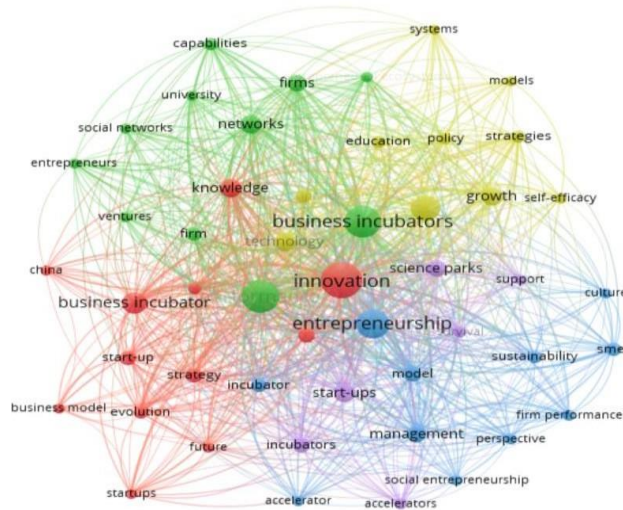 systems
capabilities
firms
models
university
social networks
networks
education
policy
strategies
entrepreneurs
knowledge
growth
self-efficacy
ventures
business incubators
firm
technology
china
innovation
science parks
support
culture
business incubator
entrepreneurship
survival
start-up
sustainability
sme
strategy
incubator
model
start-ups
business model
evolution
firm performance
management
perspective
future
incubators
social entrepreneurship
startups
accelerator
accelerators